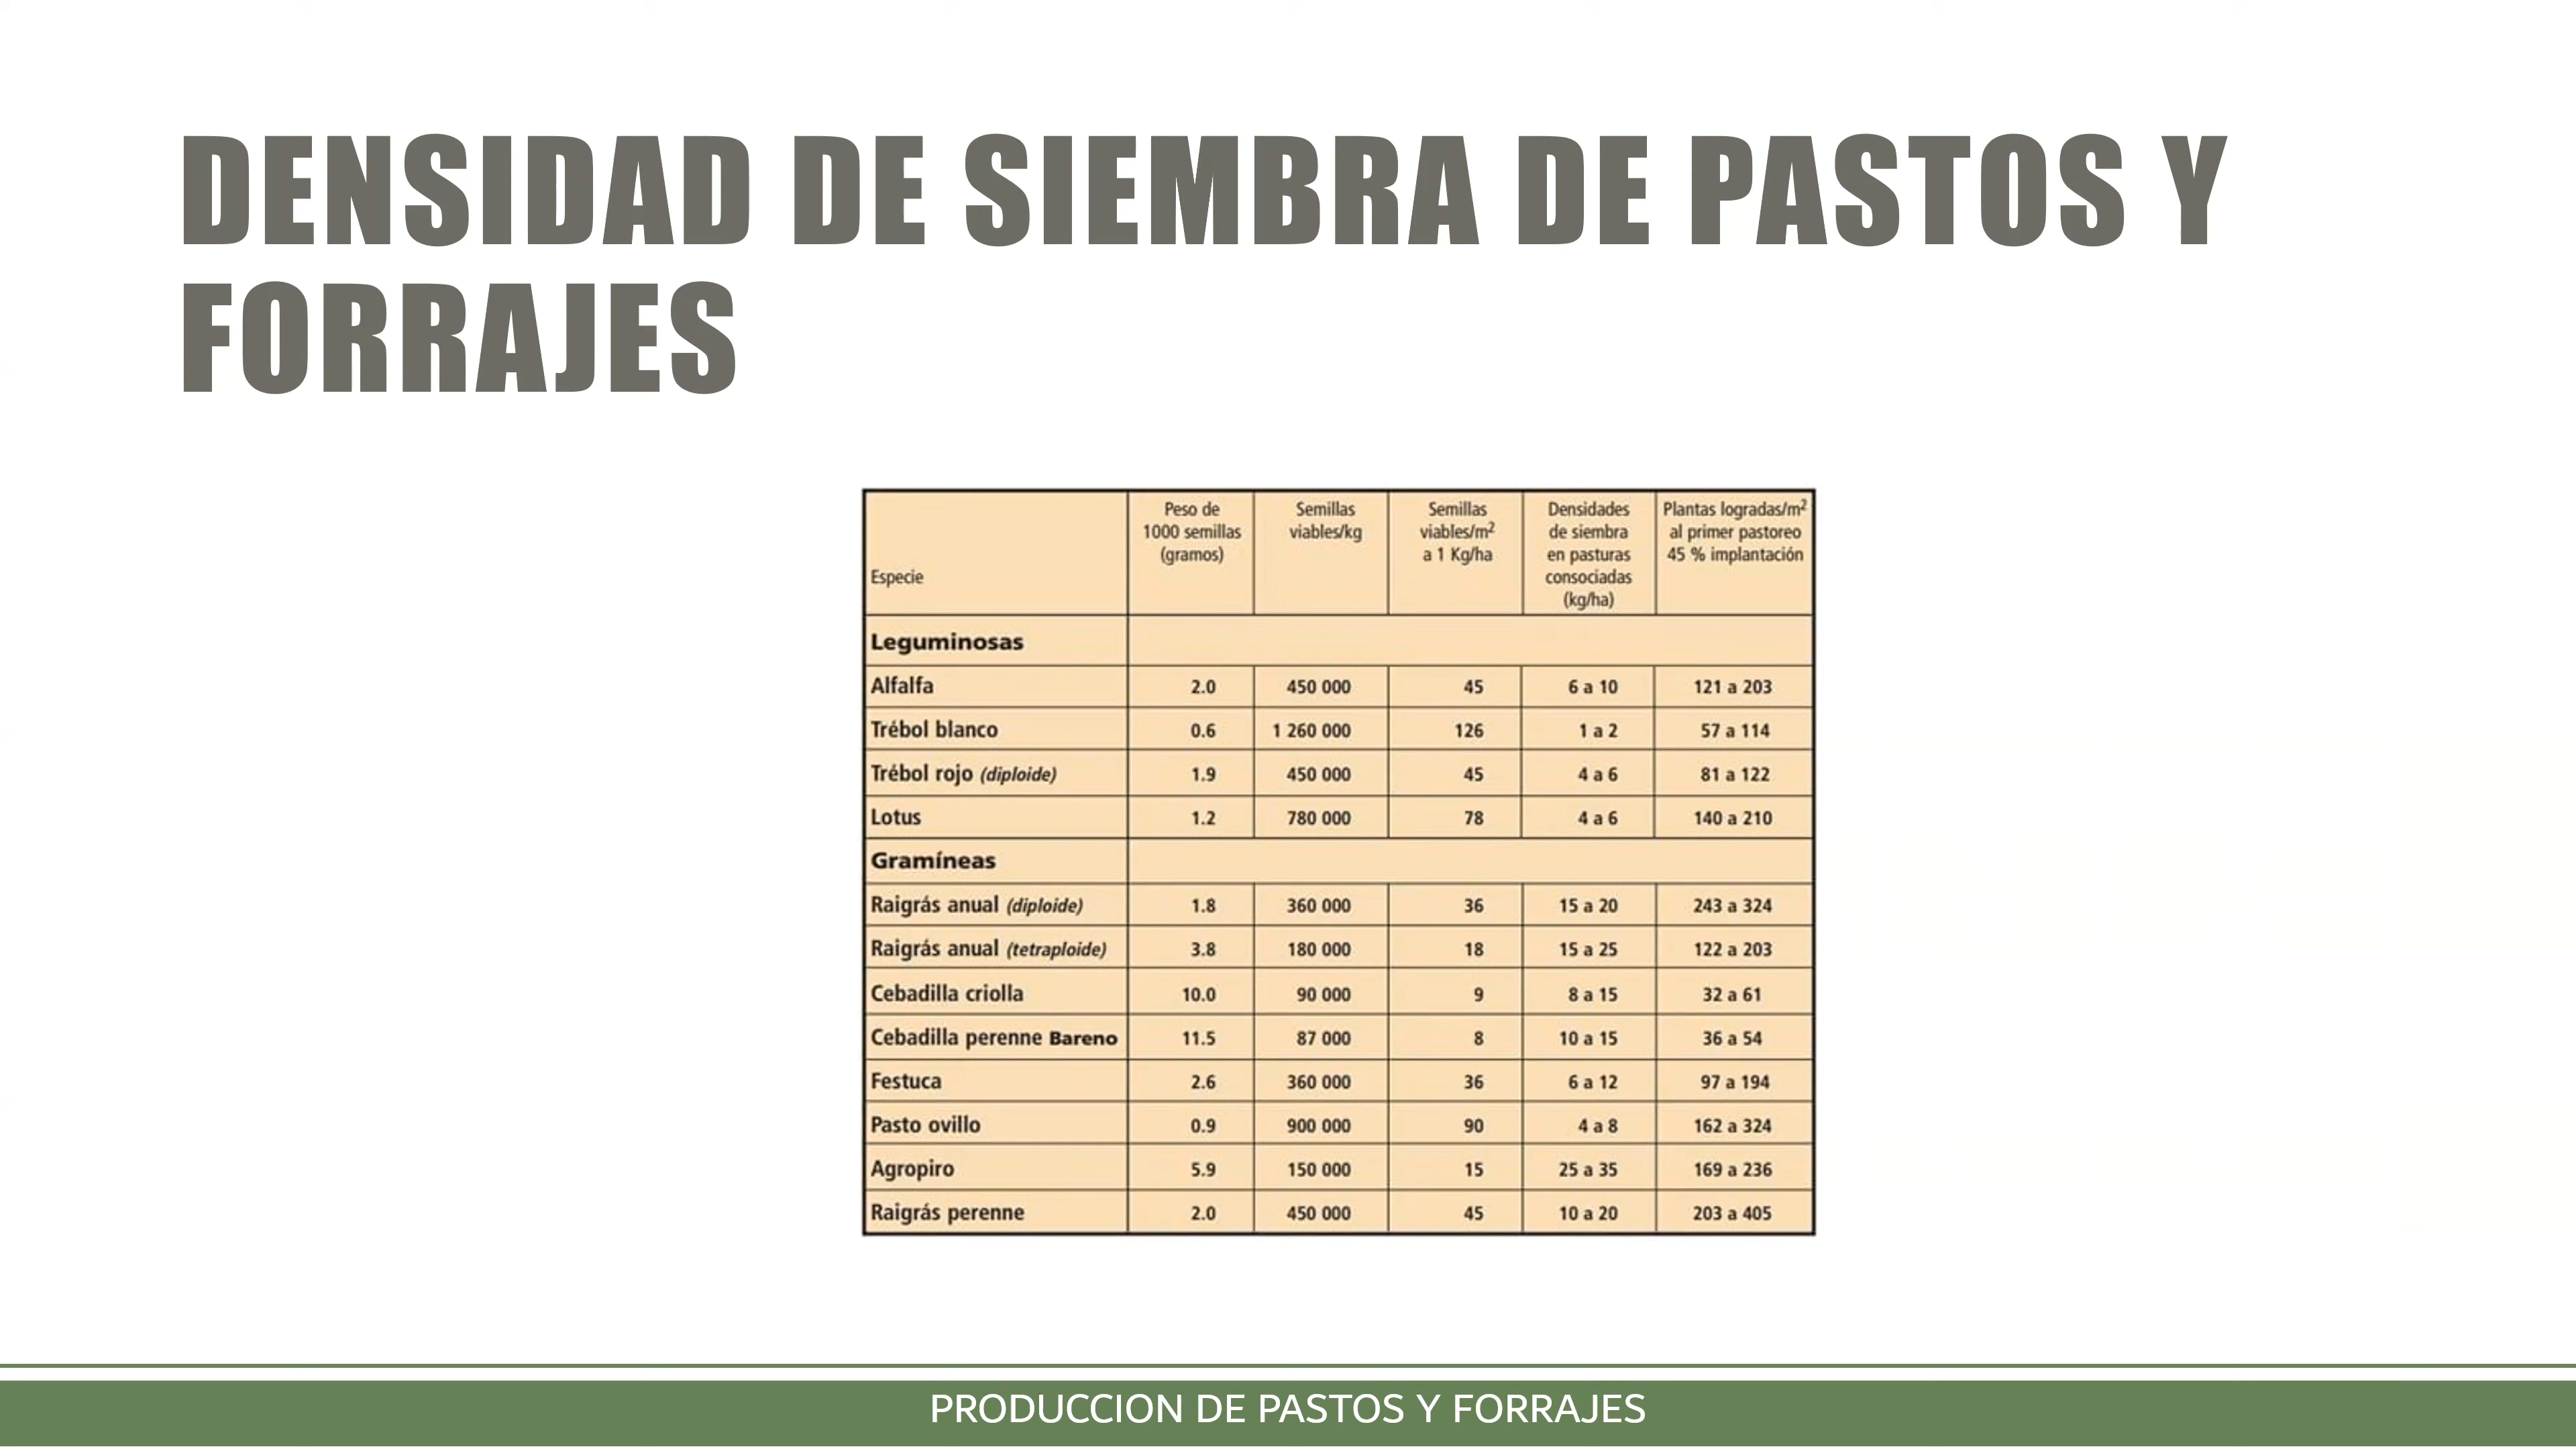 DENSIDAD DE SIEMBRA DE PASTOS Y
FORRAJES
Especie | Peso de 1000 semillas (gramos) | Semillas viables/kg | Semillas viables/m² a 1 Kg/ha | Densidades de siembra en pasturas consociadas (kg/ha) | Plantas logradas/m² al primer pastoreo 45 % implantación
Leguminosas
Alfalfa | 2.0 | 450 000 | 45 | 6 a 10 | 121 a 203
Trébol blanco | 0.6 | 1 260 000 | 126 | 1 a 2 | 57 a 114
Trébol rojo (diploide) | 1.9 | 450 000 | 45 | 4 a 6 | 81 a 122
Lotus | 1.2 | 780 000 | 78 | 4 a 6 | 140 a 210
Gramíneas
Raigrás anual (diploide) | 1.8 | 360 000 | 36 | 15 a 20 | 243 a 324
Raigrás anual (tetraploide) | 3.8 | 180 000 | 18 | 15 a 25 | 122 a 203
Cebadilla criolla | 10.0 | 90 000 | 9 | 8 a 15 | 32 a 61
Cebadilla perenne Bareno | 11.5 | 87 000 | 8 | 10 a 15 | 36 a 54
Festuca | 2.6 | 360 000 | 36 | 6 a 12 | 97 a 194
Pasto ovillo | 0.9 | 900 000 | 90 | 4 a 8 | 162 a 324
Agropiro | 5.9 | 150 000 | 15 | 25 a 35 | 169 a 236
Raigrás perenne | 2.0 | 450 000 | 45 | 10 a 20 | 203 a 405
PRODUCCION DE PASTOS Y FORRAJES